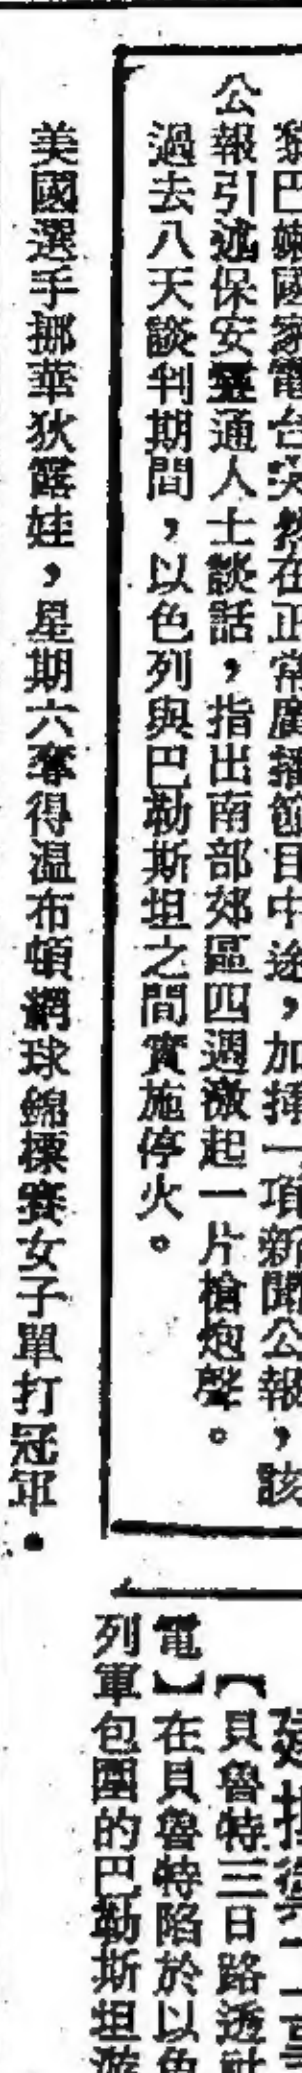 巴嫩國家電台突然在正常廣播節目中途，加插一項新聞公報，該
公報引述保安靈通人士談話，指出南部郊區四週激起一片槍炮聲。
過去八天談判期間，以色列與巴勒斯坦之間實施停火。
美國選手挪華狄露娃，星期六奪得溫布頓網球錦標賽女子單打冠軍。
【貝魯特三日路透社
電】在貝魯特陷於以色
列軍包圍的巴勒斯坦游